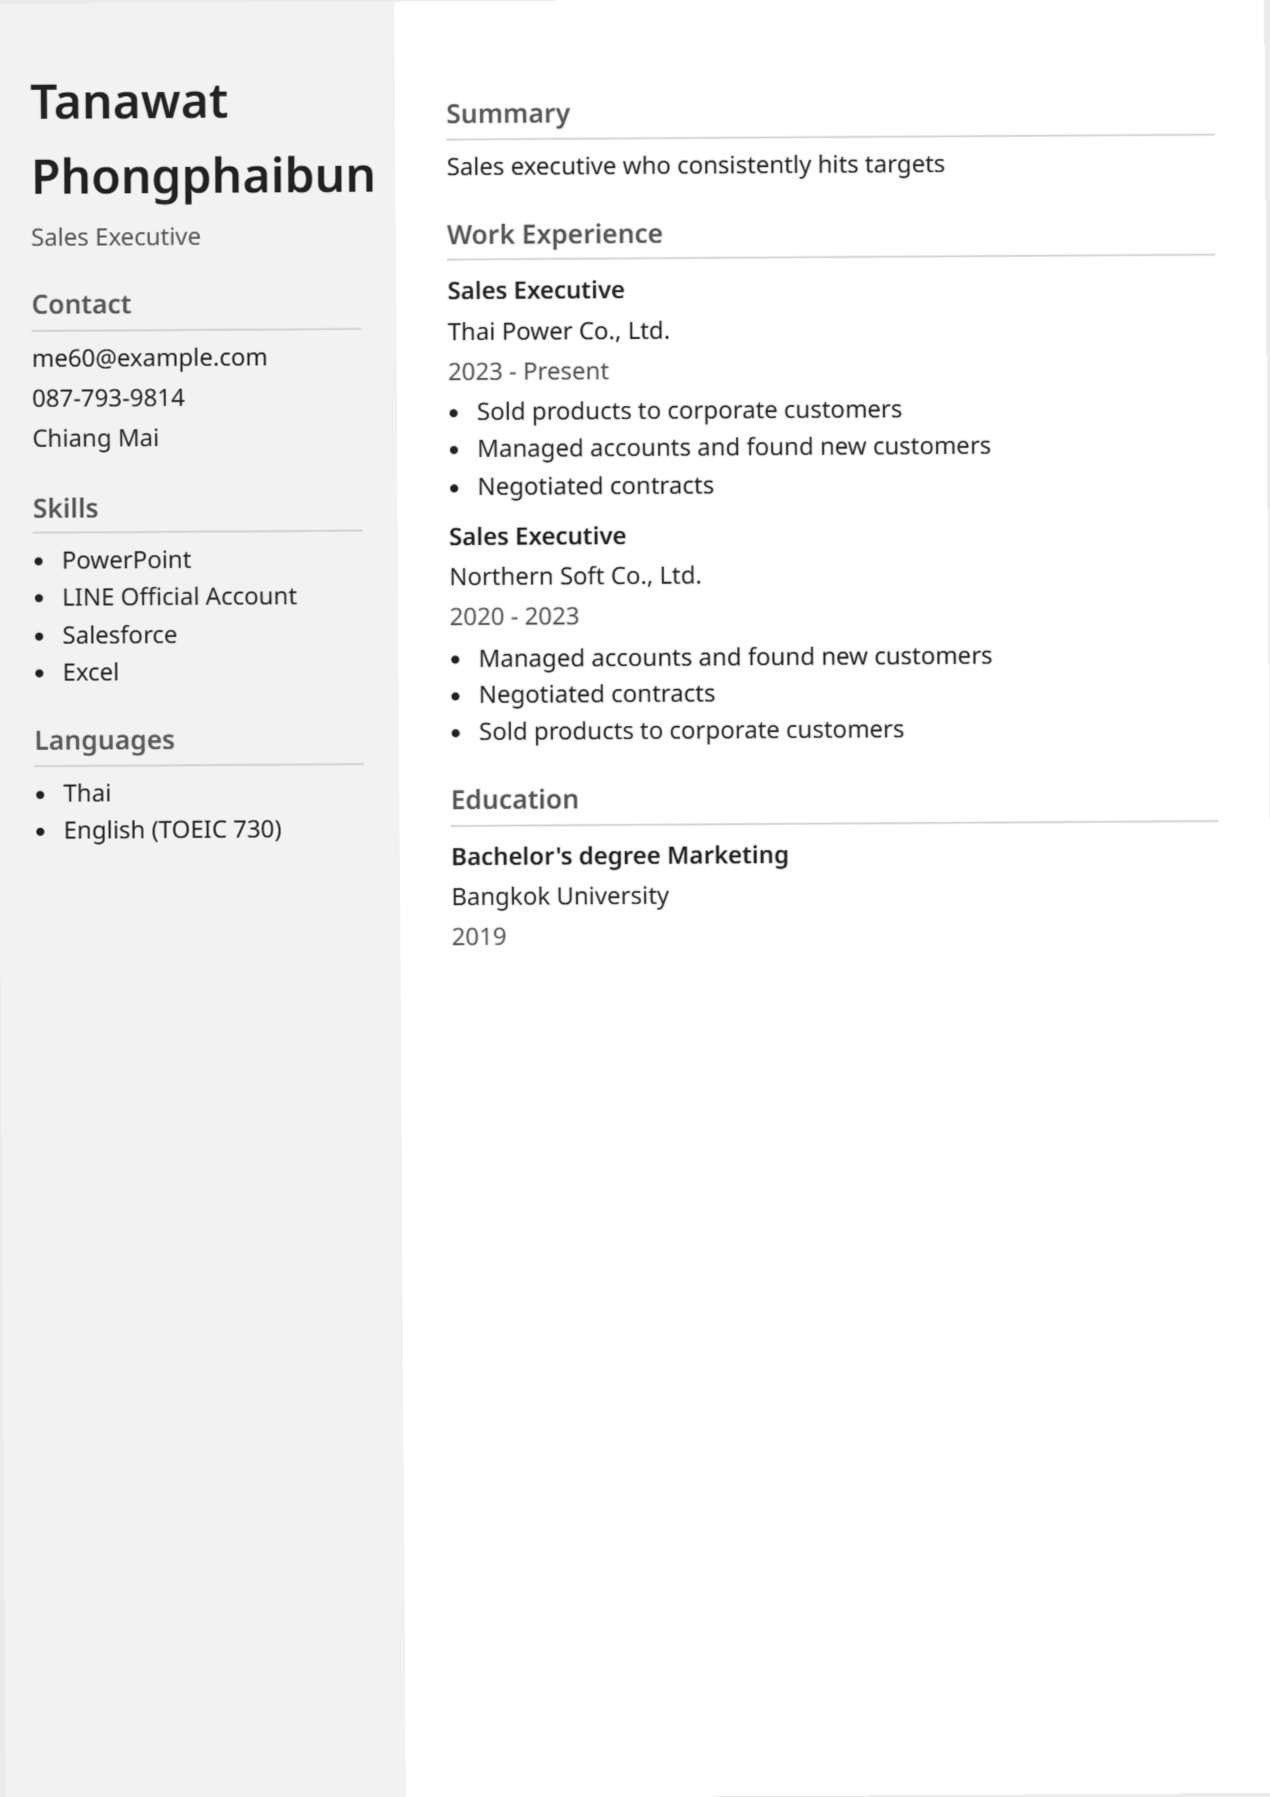 Tanawat
Phongphaibun
Sales Executive
Contact
me60@example.com
087-793-9814
Chiang Mai
Skills
• PowerPoint
• LINE Official Account
• Salesforce
• Excel
Languages
• Thai
• English (TOEIC 730)
Summary
Sales executive who consistently hits targets
Work Experience
Sales Executive
Thai Power Co., Ltd.
2023 - Present
• Sold products to corporate customers
• Managed accounts and found new customers
• Negotiated contracts
Sales Executive
Northern Soft Co., Ltd.
2020 - 2023
• Managed accounts and found new customers
• Negotiated contracts
• Sold products to corporate customers
Education
Bachelor's degree Marketing
Bangkok University
2019